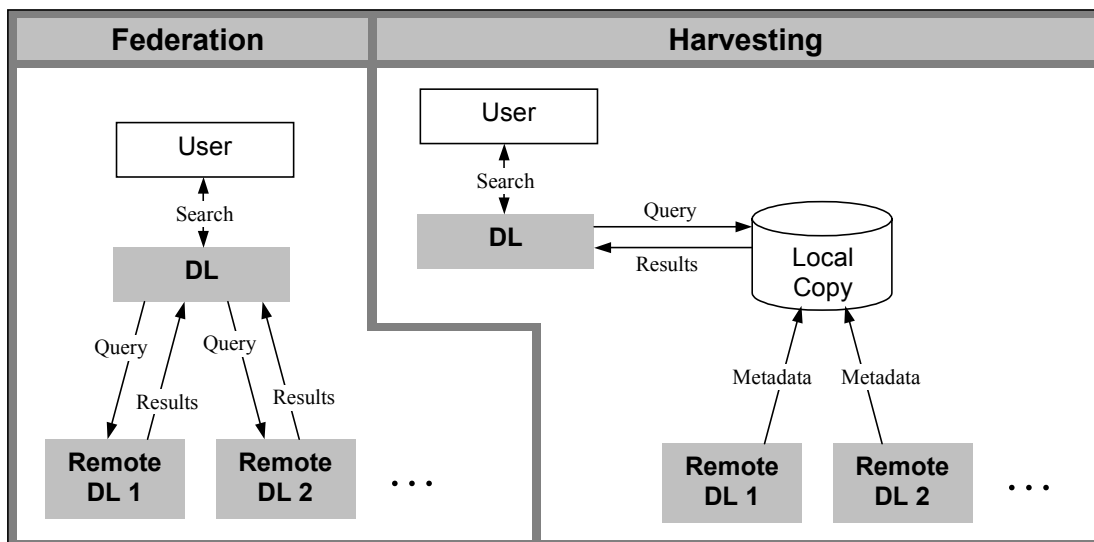 Federation
Harvesting
User
Search
DL
Query
Results
Query
Results
Remote
DL 1
Remote
DL 2
...
User
Search
DL
Query
Results
Local
Copy
Metadata
Metadata
Remote
DL 1
Remote
DL 2
...